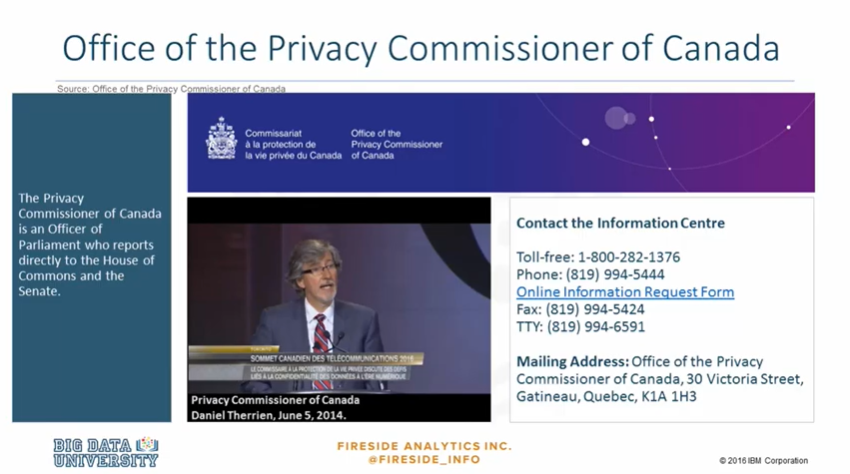 Office of the Privacy Commissioner of Canada
Source: Office of the Privacy Commissioner of Canada
The Privacy
Commissioner of Canada
is an Officer of
Parliament who reports
directly to the House of
Commons and the
Senate.
Commissariat
à la protection de
la vie privée du Canada
Office of the
Privacy Commissioner
of Canada
SOMMET CANADIEN DES TÉLÉCOMMUNICATIONS
LE COMMISSAIRE À LA PROTECTION DE LA VIE PRIVÉE DISCUTE DES DÉFIS
LIÉS À LA CONFIDENTIALITÉ DES DONNÉES À L'ÈRE NUMÉRIQUE
Privacy Commissioner of Canada
Daniel Therrien, June 5, 2014.
Contact the Information Centre
Toll-free: 1-800-282-1376
Phone: (819) 994-5444
Online Information Request Form
Fax: (819) 994-5424
TTY: (819) 994-6591
Mailing Address: Office of the Privacy
Commissioner of Canada, 30 Victoria Street,
Gatineau, Quebec, K1A 1H3
BIG DATA
UNIVERSITY
FIRESIDE ANALYTICS INC.
@FIRESIDE_INFO
© 2016 IBM Corporation